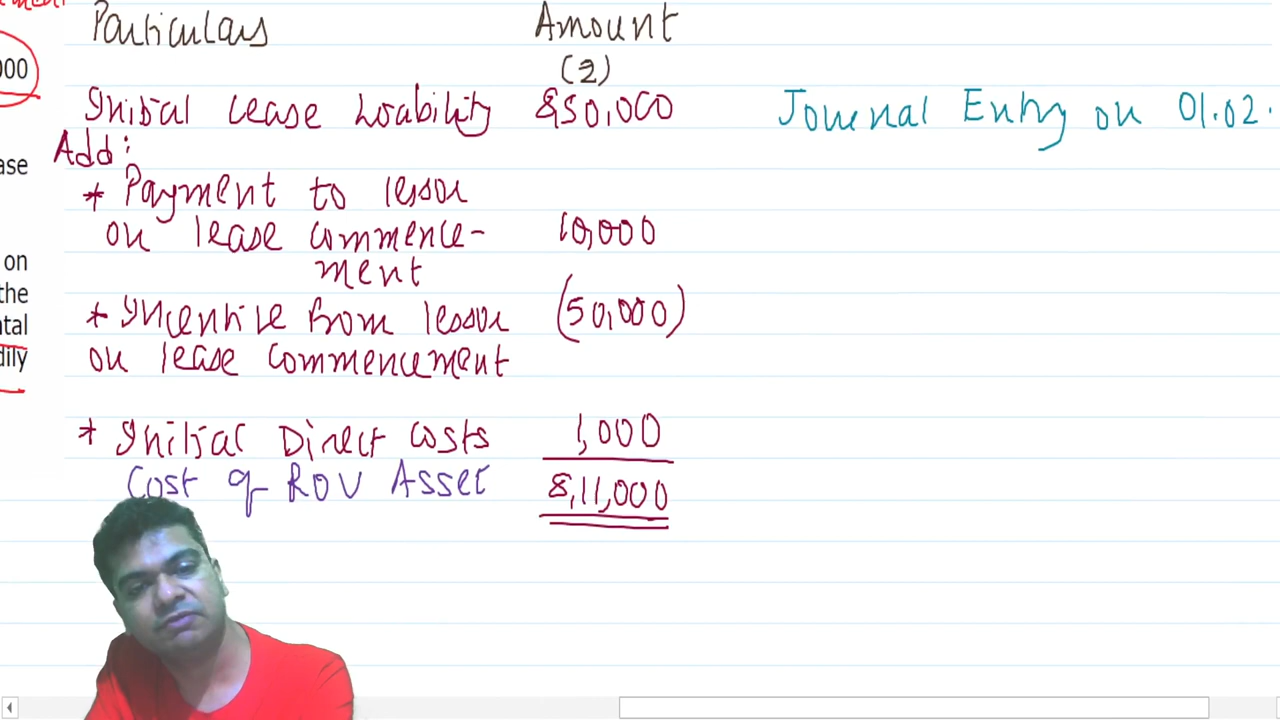 Particulars Amount
(₹)
000
Initial Lease Liability 850,000 Journal Entry on 01.02.
Add:
ase
* Payment to lessor
on lease commence- 10,000
ment
on
the
* Incentive from lessor (50,000)
ntal
on lease commencement
dily
* Initial Direct Costs 1,000
Cost of ROU Asset 8,11,000